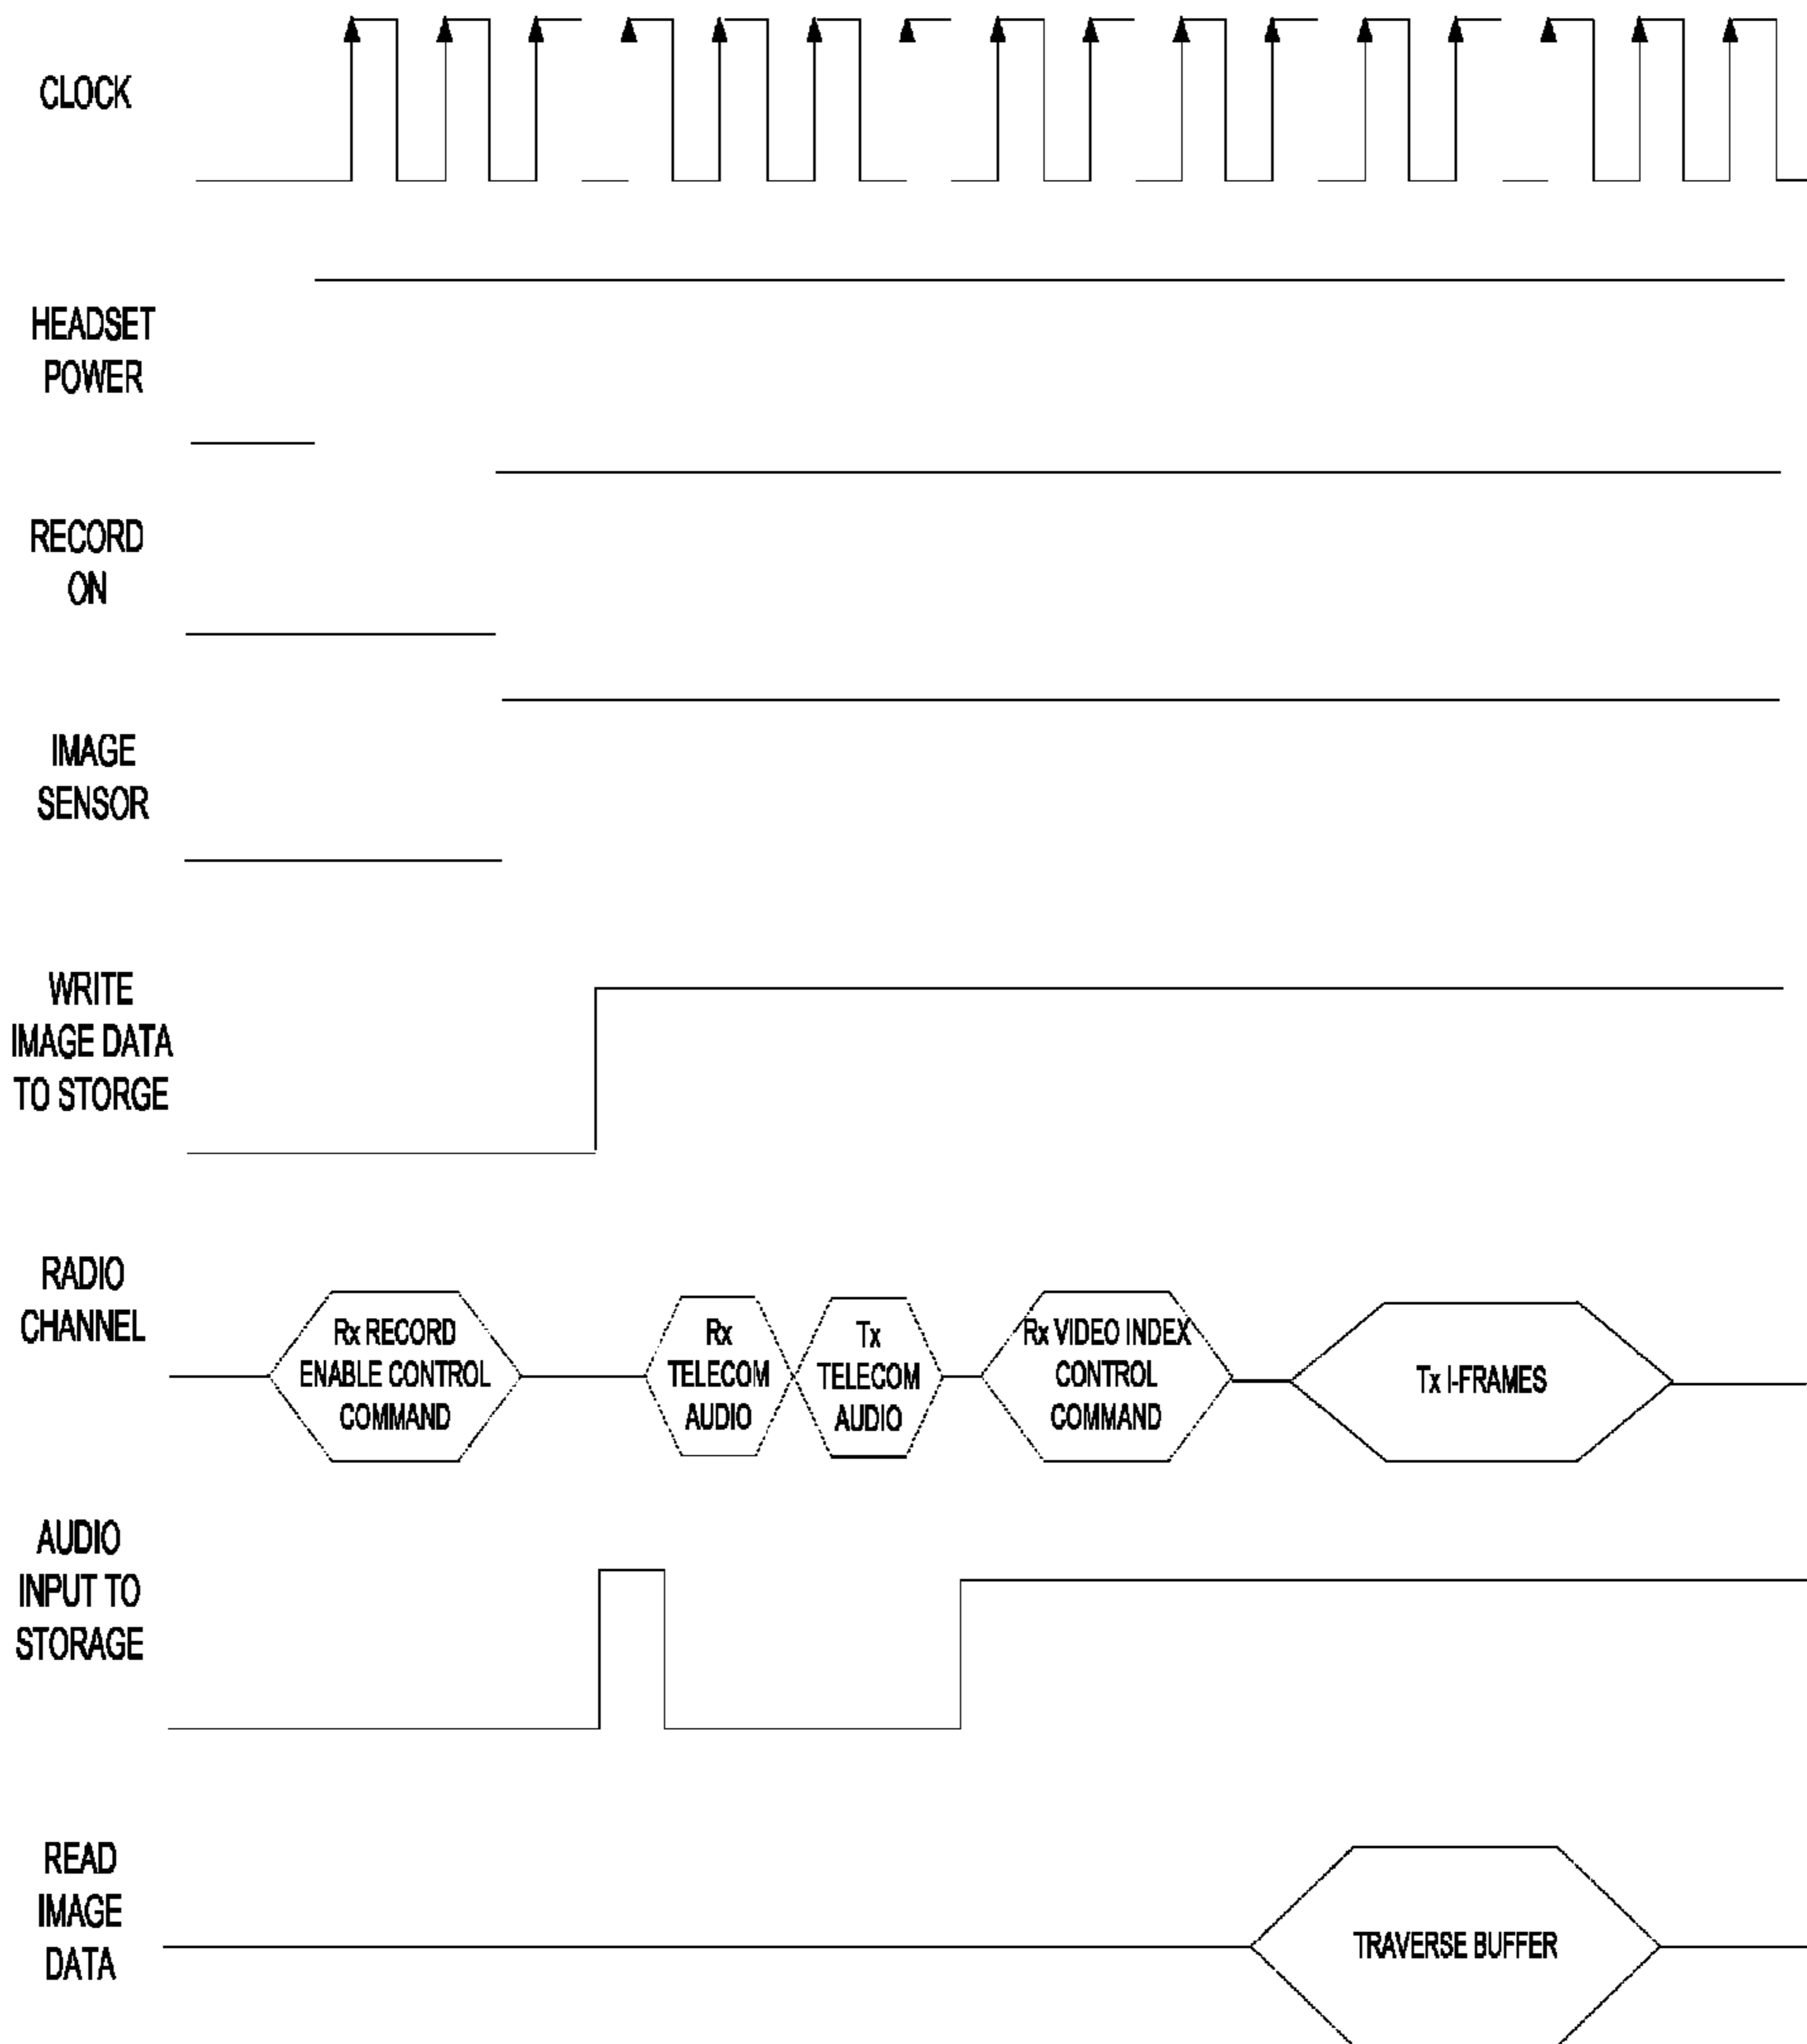 CLOCK
HEADSET
POWER
RECORD
ON
IMAGE
SENSOR
WRITE
IMAGE DATA
TO STORGE
RADIO
CHANNEL
Rx RECORD
ENABLE CONTROL
COMMAND
Rx
TELECOM
AUDIO
Tx
TELECOM
AUDIO
Rx VIDEO INDEX
CONTROL
COMMAND
Tx I-FRAMES
AUDIO
INPUT TO
STORAGE
READ
IMAGE
DATA
TRAVERSE BUFFER